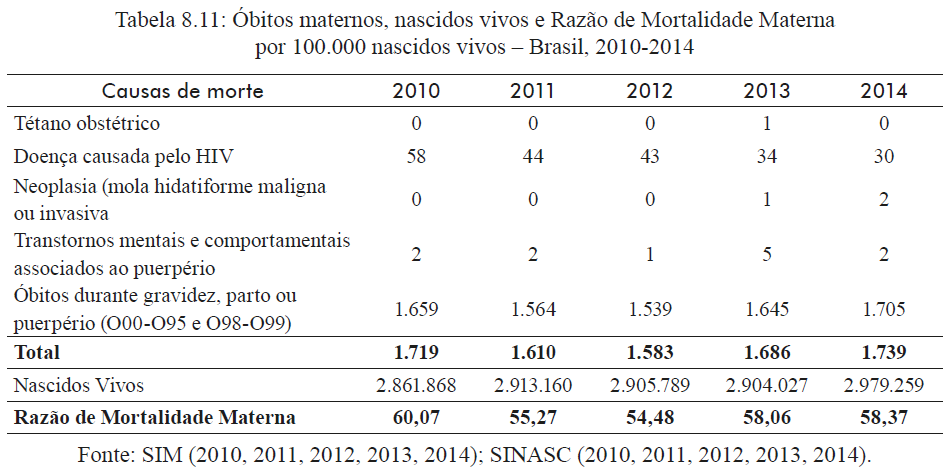 Tabela 8.11: Óbitos maternos, nascidos vivos e Razão de Mortalidade Materna
por 100.000 nascidos vivos – Brasil, 2010-2014
Causas de morte 2010 2011 2012 2013 2014
Tétano obstétrico 0 0 0 1 0
Doença causada pelo HIV 58 44 43 34 30
Neoplasia (mola hidatiforme maligna
ou invasiva 0 0 0 1 2
Transtornos mentais e comportamentais
associados ao puerpério 2 2 1 5 2
Óbitos durante gravidez, parto ou
puerpério (O00-O95 e O98-O99) 1.659 1.564 1.539 1.645 1.705
Total 1.719 1.610 1.583 1.686 1.739
Nascidos Vivos 2.861.868 2.913.160 2.905.789 2.904.027 2.979.259
Razão de Mortalidade Materna 60,07 55,27 54,48 58,06 58,37
Fonte: SIM (2010, 2011, 2012, 2013, 2014); SINASC (2010, 2011, 2012, 2013, 2014).